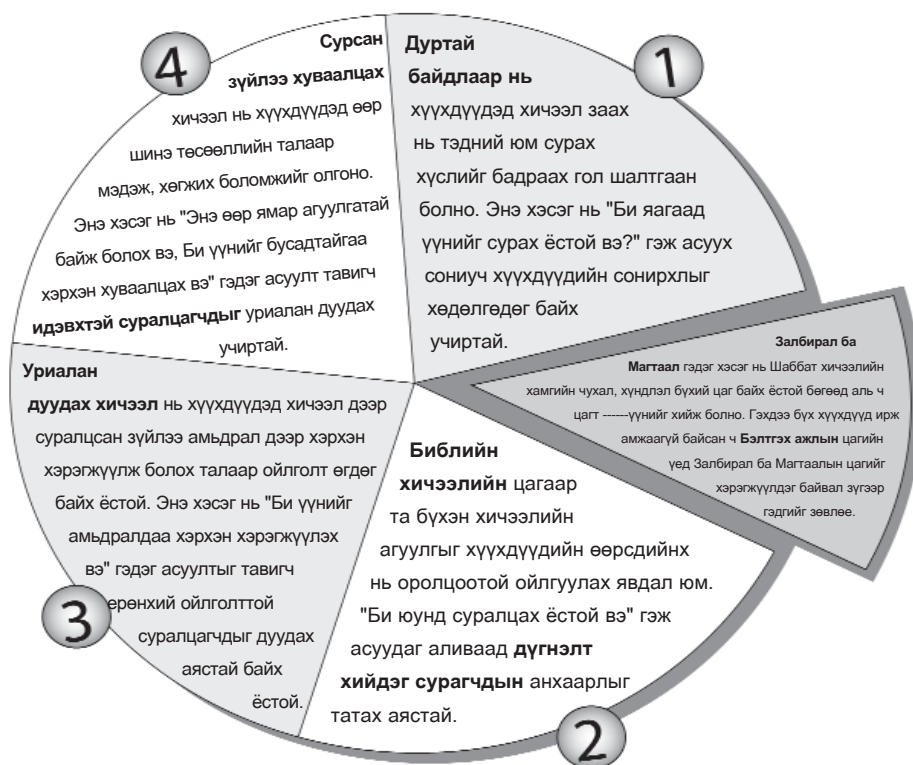 1
Дуртай
байдлаар нь
хүүхдүүдэд хичээл заах
нь тэдний юм сурах
хүслийг бадраах гол шалтгаан
болно. Энэ хэсэг нь "Би яагаад
үүнийг сурах ёстой вэ?" гэж асуух
сониуч хүүхдүүдийн сонирхлыг
хөдөлгөдөг байх
учиртай.
Залбирал ба
Магтаал гэдэг хэсэг нь Шаббат хичээлийн
хамгийн чухал, хүндлэл бүхий цаг байх ёстой бөгөөд аль ч
цагт ------үүнийг хийж болно. Гэхдээ бүх хүүхдүүд ирж
амжаагүй байсан ч Бэлтгэх ажлын цагийн
үед Залбирал ба Магтаалын цагийг
хэрэгжүүлдэг байвал зүгээр
гэдгийг зөвлөе.
2
Библийн
хичээлийн цагаар
та бүхэн хичээлийн
агуулгыг хүүхдүүдийн өөрсдийнх
нь оролцоотой ойлгуулах явдал юм.
"Би юунд суралцах ёстой вэ" гэж
асуудаг аливаад дүгнэлт
хийдэг сурагчдын анхаарлыг
татах аястай.
3
Уриалан
дуудах хичээл нь хүүхдүүдэд хичээл дээр
суралцсан зүйлээ амьдрал дээр хэрхэн
хэрэгжүүлж болох талаар ойлголт өгдөг
байх ёстой. Энэ хэсэг нь "Би үүнийг
амьдралдаа хэрхэн хэрэгжүүлэх
вэ" гэдэг асуултыг тавигч
ерөнхий ойлголттой
суралцагчдыг дуудах
аястай байх
ёстой.
4
Сурсан
зүйлээ хуваалцах
хичээл нь хүүхдүүдэд өөр
шинэ төсөөллийн талаар
мэдэж, хөгжих боломжийг олгоно.
Энэ хэсэг нь "Энэ өөр ямар агуулгатай
байж болох вэ, Би үүнийг бусадтайгаа
хэрхэн хуваалцах вэ" гэдэг асуулт тавигч
идэвхтэй суралцагчдыг уриалан дуудах
учиртай.